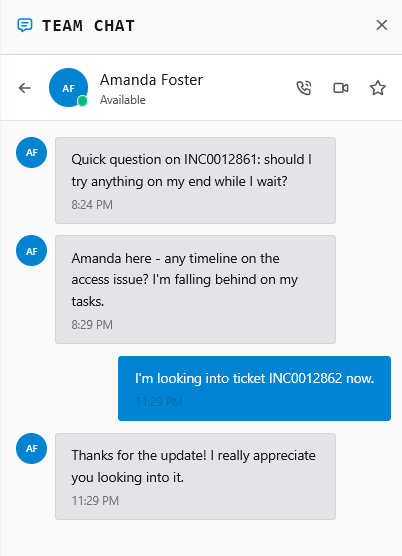 TEAM CHAT
AF
Amanda Foster
Available
AF
Quick question on INC0012861: should I
try anything on my end while I wait?
8:24 PM
AF
Amanda here - any timeline on the
access issue? I'm falling behind on my
tasks.
8:29 PM
I'm looking into ticket INC0012862 now.
11:29 PM
AF
Thanks for the update! I really appreciate
you looking into it.
11:29 PM